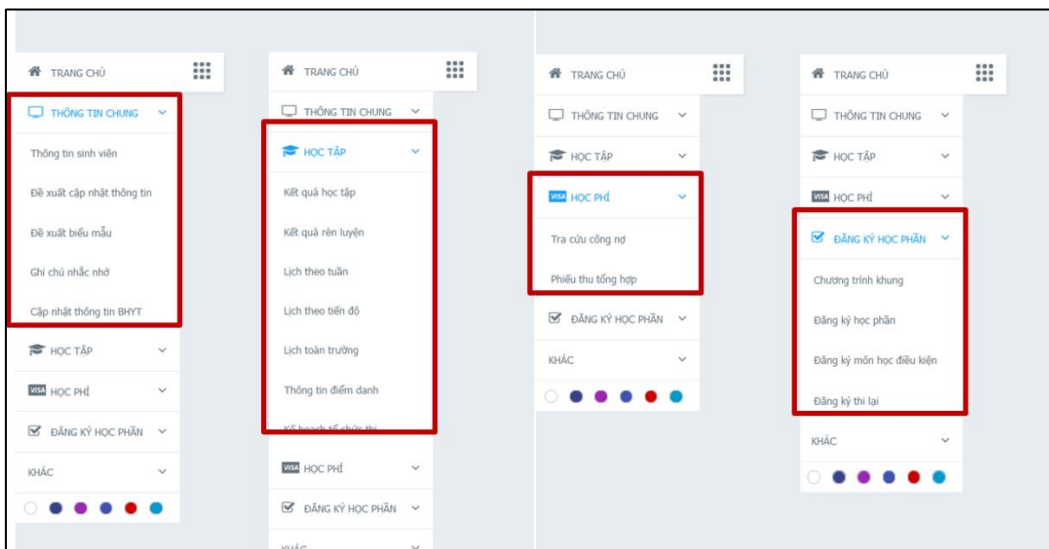 TRANG CHỦ
THÔNG TIN CHUNG
Thông tin sinh viên
Đề xuất cập nhật thông tin
Đề xuất biểu mẫu
Ghi chú nhắc nhở
Cập nhật thông tin BHYT
HỌC TẬP
VISA HỌC PHÍ
ĐĂNG KÝ HỌC PHẦN
KHÁC
TRANG CHỦ
THÔNG TIN CHUNG
HỌC TẬP
Kết quả học tập
Kết quả rèn luyện
Lịch theo tuần
Lịch theo tiến độ
Lịch toàn trường
Thông tin điểm danh
Kế hoạch tổ chức thi
VISA HỌC PHÍ
ĐĂNG KÝ HỌC PHẦN
KHÁC
TRANG CHỦ
THÔNG TIN CHUNG
HỌC TẬP
VISA HỌC PHÍ
Tra cứu công nợ
Phiếu thu tổng hợp
ĐĂNG KÝ HỌC PHẦN
KHÁC
TRANG CHỦ
THÔNG TIN CHUNG
HỌC TẬP
VISA HỌC PHÍ
ĐĂNG KÝ HỌC PHẦN
Chương trình khung
Đăng ký học phần
Đăng ký môn học điều kiện
Đăng ký thi lại
KHÁC